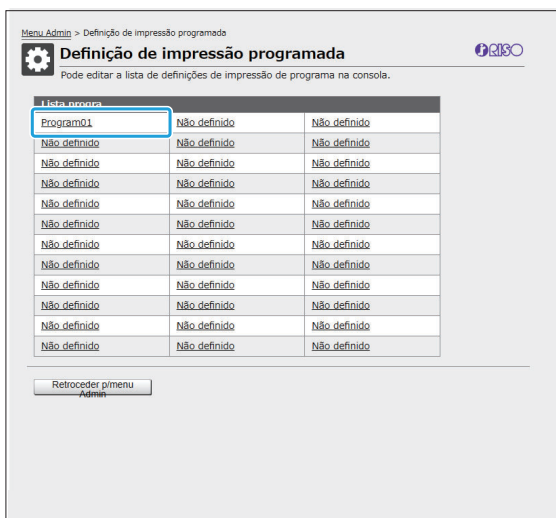 Menu Admin > Definição de impressão programada
Definição de impressão programada
RISO
Pode editar a lista de definições de impressão de programa na consola.
Lista progra
Program01 Não definido Não definido
Não definido Não definido Não definido
Não definido Não definido Não definido
Não definido Não definido Não definido
Não definido Não definido Não definido
Não definido Não definido Não definido
Não definido Não definido Não definido
Não definido Não definido Não definido
Não definido Não definido Não definido
Não definido Não definido Não definido
Não definido Não definido Não definido
Não definido Não definido Não definido
Retroceder p/menu
Admin